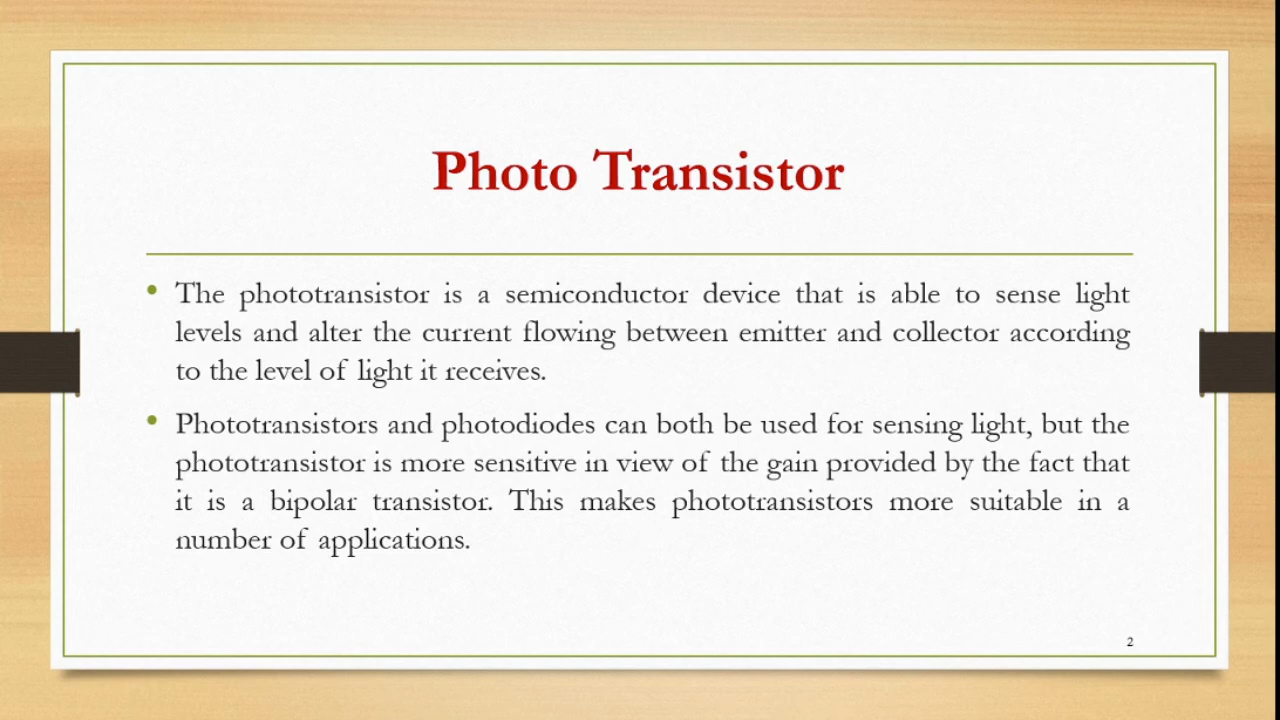 Photo Transistor
• The phototransistor is a semiconductor device that is able to sense light
levels and alter the current flowing between emitter and collector according
to the level of light it receives.
• Phototransistors and photodiodes can both be used for sensing light, but the
phototransistor is more sensitive in view of the gain provided by the fact that
it is a bipolar transistor. This makes phototransistors more suitable in a
number of applications.
2